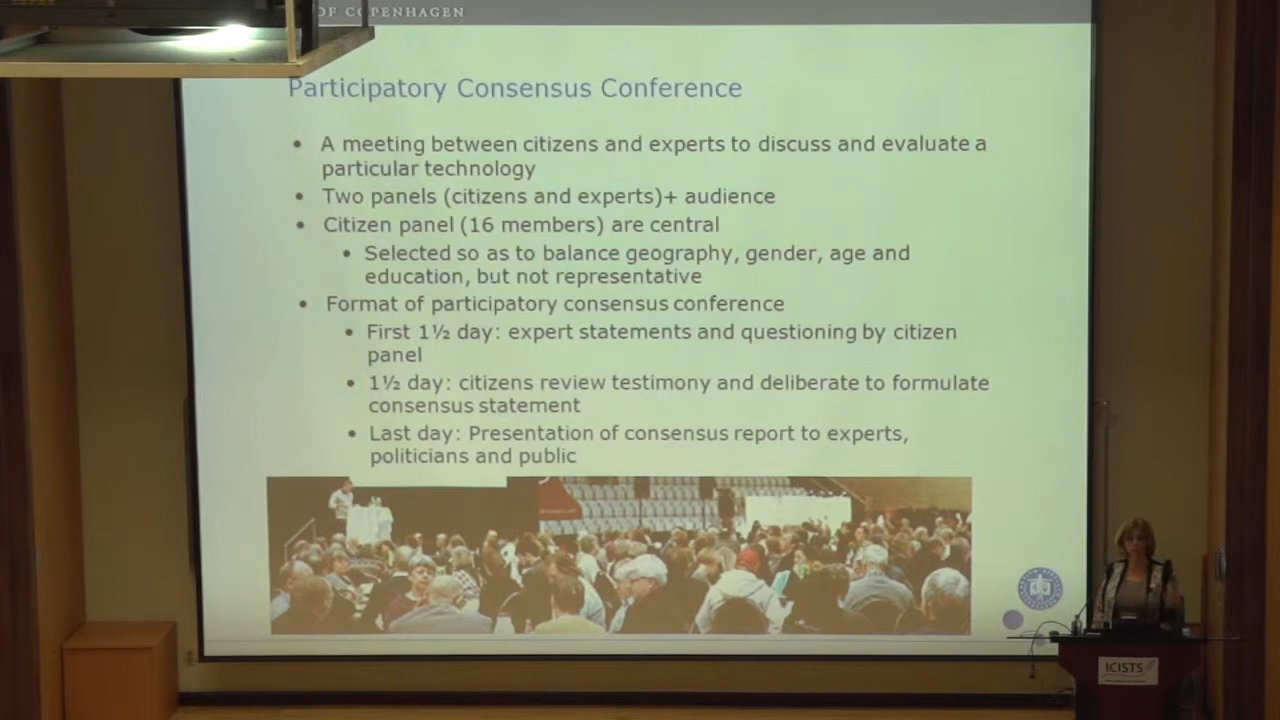 OF COPENHAGEN
Participatory Consensus Conference
• A meeting between citizens and experts to discuss and evaluate a
particular technology
• Two panels (citizens and experts)+ audience
• Citizen panel (16 members) are central
• Selected so as to balance geography, gender, age and
education, but not representative
• Format of participatory consensus conference
• First 1½ day: expert statements and questioning by citizen
panel
• 1½ day: citizens review testimony and deliberate to formulate
consensus statement
• Last day: Presentation of consensus report to experts,
politicians and public
ICISTS